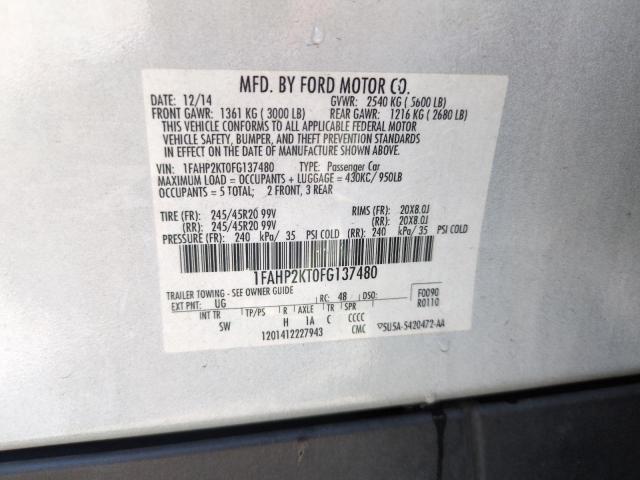 MFD. BY FORD MOTOR CO.
DATE: 12/14 GVWR: 2540 KG ( 5600 LB)
FRONT GAWR: 1361 KG ( 3000 LB) REAR GAWR: 1216 KG ( 2680 LB)
THIS VEHICLE CONFORMS TO ALL APPLICABLE FEDERAL MOTOR
VEHICLE SAFETY, BUMPER, AND THEFT PREVENTION STANDARDS
IN EFFECT ON THE DATE OF MANUFACTURE SHOWN ABOVE.
VIN: 1FAHP2KT0FG137480 TYPE: Passenger Car
MAXIMUM LOAD = OCCUPANTS + LUGGAGE = 430KG/ 950LB
OCCUPANTS = 5 TOTAL; 2 FRONT, 3 REAR
TIRE (FR): 245/45R20 99V RIMS (FR): 20X8.0J
(RR): 245/45R20 99V (RR): 20X8.0J
PRESSURE (FR): 240 kPa/ 35 PSI COLD (RR): 240 kPa/ 35 PSI COLD
1FAHP2KT0FG137480
TRAILER TOWING - SEE OWNER GUIDE
EXT PNT: UG RC: 48 DSO: F0090
R0110
INT TR TP/PS R AXLE TR SPR
SW H 1A C CCCC
1201412227943 CMC ▽5U5A-5420472-AA